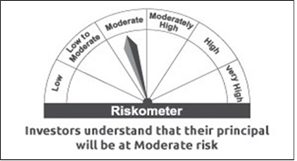 Low
Low to
Moderate
Moderate
Moderately
High
High
very High
Riskometer
Investors understand that their principal
will be at Moderate risk